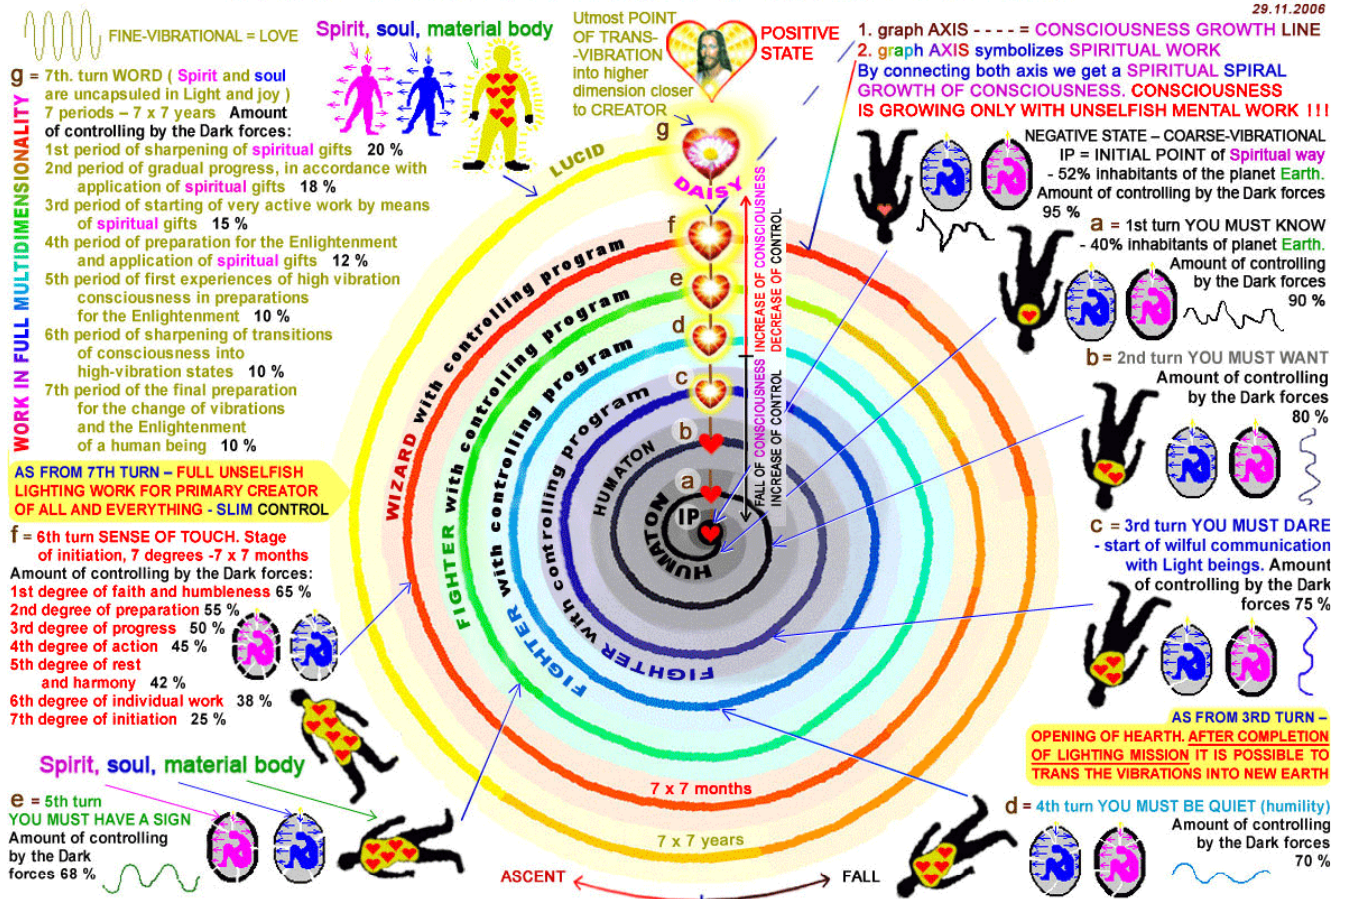 29.11.2006
FINE-VIBRATIONAL = LOVE
g = 7th. turn WORD ( Spirit and soul
are uncapsuled in Light and joy )
7 periods – 7 x 7 years Amount
of controlling by the Dark forces:
1st period of sharpening of spiritual gifts 20 %
2nd period of gradual progress, in accordance with
application of spiritual gifts 18 %
3rd period of starting of very active work by means
of spiritual gifts 15 %
4th period of preparation for the Enlightenment
and application of spiritual gifts 12 %
5th period of first experiences of high vibration
consciousness in preparations
for the Enlightenment 10 %
6th period of sharpening of transitions
of consciousness into
high-vibration states 10 %
7th period of the final preparation
for the change of vibrations
and the Enlightenment
of a human being 10 %
WORK IN FULL MULTIDIMENSIONALITY
AS FROM 7TH TURN – FULL UNSELFISH
LIGHTING WORK FOR PRIMARY CREATOR
OF ALL AND EVERYTHING - SLIM CONTROL
f = 6th turn SENSE OF TOUCH. Stage
of initiation, 7 degrees -7 x 7 months
Amount of controlling by the Dark forces:
1st degree of faith and humbleness 65 %
2nd degree of preparation 55 %
3rd degree of progress 50 %
4th degree of action 45 %
5th degree of rest
and harmony 42 %
6th degree of individual work 38 %
7th degree of initiation 25 %
Spirit, soul, material body
e = 5th turn
YOU MUST HAVE A SIGN
Amount of controlling
by the Dark
forces 68 %
Spirit, soul, material body
Utmost POINT
OF TRANS-
-VIBRATION
into higher
dimension closer
to CREATOR
POSITIVE
STATE
g
DAISY
f
e
d
c
b
a
IP
LUCID
WIZARD with controlling program
FIGHTER with controlling program
FIGHTER with controlling program
FIGHTER with controlling program
HUMATON
HUMATON
INCREASE OF CONSCIOUSNESS
DECREASE OF CONTROL
FALL OF CONSCIOUSNESS
INCREASE OF CONTROL
7 x 7 months
7 x 7 years
ASCENT
FALL
1. graph AXIS - - - - = CONSCIOUSNESS GROWTH LINE
2. graph AXIS symbolizes SPIRITUAL WORK
By connecting both axis we get a SPIRITUAL SPIRAL
GROWTH OF CONSCIOUSNESS. CONSCIOUSNESS
IS GROWING ONLY WITH UNSELFISH MENTAL WORK !!!
NEGATIVE STATE – COARSE-VIBRATIONAL
IP = INITIAL POINT of Spiritual way
- 52% inhabitants of the planet Earth.
Amount of controlling by the Dark forces
95 %
a = 1st turn YOU MUST KNOW
- 40% inhabitants of planet Earth.
Amount of controlling
by the Dark forces
90 %
b = 2nd turn YOU MUST WANT
Amount of controlling
by the Dark forces
80 %
c = 3rd turn YOU MUST DARE
- start of wilful communication
with Light beings. Amount
of controlling by the Dark
forces 75 %
AS FROM 3RD TURN –
OPENING OF HEARTH. AFTER COMPLETION
OF LIGHTING MISSION IT IS POSSIBLE TO
TRANS THE VIBRATIONS INTO NEW EARTH
d = 4th turn YOU MUST BE QUIET (humility)
Amount of controlling
by the Dark forces
70 %